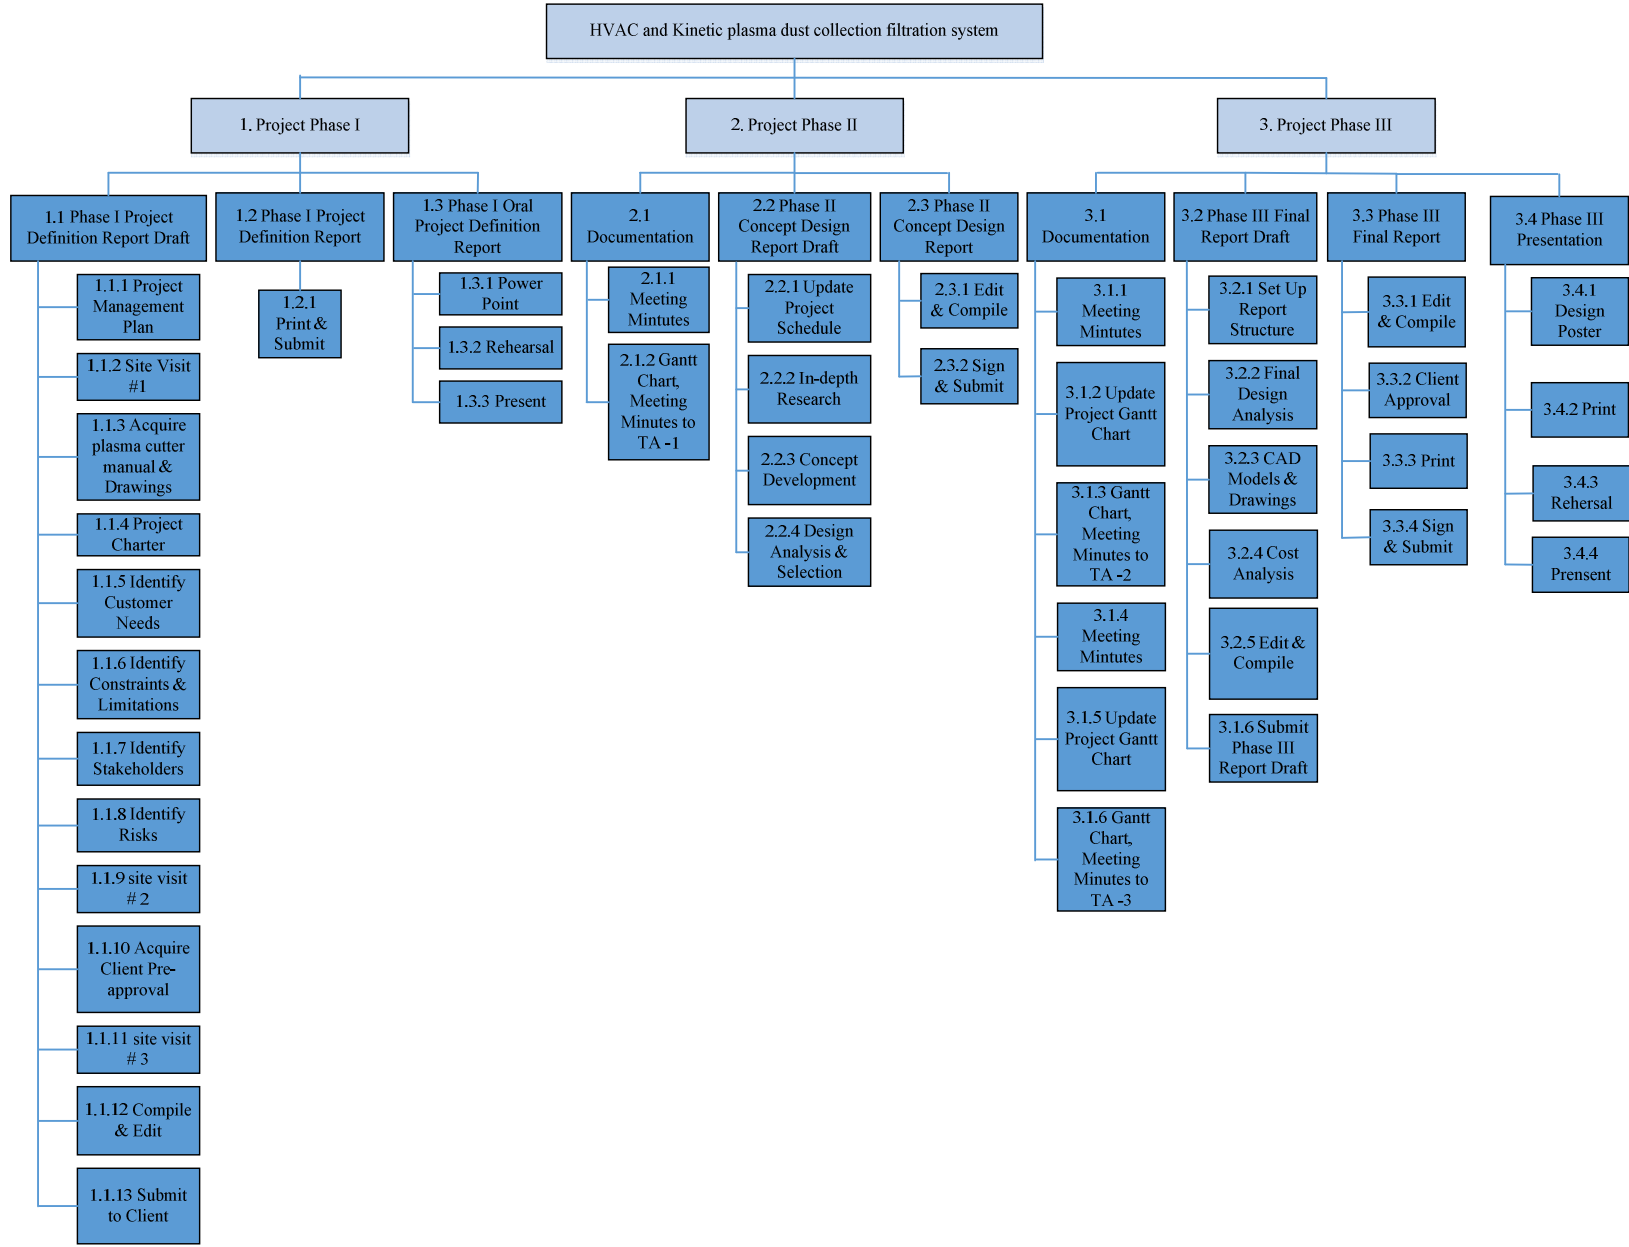 HVAC and Kinetic plasma dust collection filtration system
1. Project Phase I
2. Project Phase II
3. Project Phase III
1.1 Phase I Project
Definition Report Draft
1.1.1 Project
Management
Plan
1.1.2 Site Visit
#1
1.1.3 Acquire
plasma cutter
manual &
Drawings
1.1.4 Project
Charter
1.1.5 Identify
Customer
Needs
1.1.6 Identify
Constraints &
Limitations
1.1.7 Identify
Stakeholders
1.1.8 Identify
Risks
1.1.9 site visit
# 2
1.1.10 Acquire
Client Pre-
approval
1.1.11 site visit
# 3
1.1.12 Compile
& Edit
1.1.13 Submit
to Client
1.2 Phase I Project
Definition Report
1.2.1
Print &
Submit
1.3 Phase I Oral
Project Definition
Report
1.3.1 Power
Point
1.3.2 Rehearsal
1.3.3 Present
2.1
Documentation
2.1.1
Meeting
Mintutes
2.1.2 Gantt
Chart,
Meeting
Minutes to
TA -1
2.2 Phase II
Concept Design
Report Draft
2.2.1 Update
Project
Schedule
2.2.2 In-depth
Research
2.2.3 Concept
Development
2.2.4 Design
Analysis &
Selection
2.3 Phase II
Concept Design
Report
2.3.1 Edit
& Compile
2.3.2 Sign
& Submit
3.1
Documentation
3.1.1
Meeting
Mintutes
3.1.2 Update
Project Gantt
Chart
3.1.3 Gantt
Chart,
Meeting
Minutes to
TA -2
3.1.4
Meeting
Mintutes
3.1.5 Update
Project Gantt
Chart
3.1.6 Gantt
Chart,
Meeting
Minutes to
TA -3
3.2 Phase III Final
Report Draft
3.2.1 Set Up
Report
Structure
3.2.2 Final
Design
Analysis
3.2.3 CAD
Models &
Drawings
3.2.4 Cost
Analysis
3.2.5 Edit &
Compile
3.1.6 Submit
Phase III
Report Draft
3.3 Phase III
Final Report
3.3.1 Edit
& Compile
3.3.2 Client
Approval
3.3.3 Print
3.3.4 Sign
& Submit
3.4 Phase III
Presentation
3.4.1
Design
Poster
3.4.2 Print
3.4.3
Rehersal
3.4.4
Prensent